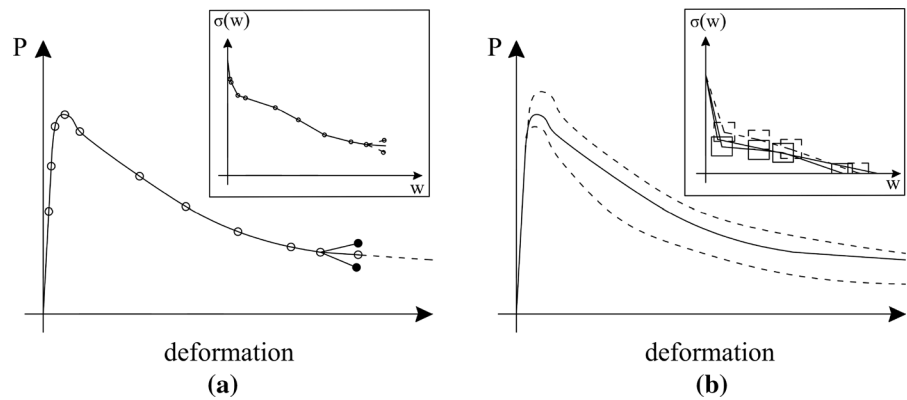 P
σ(w)
w
deformation
(a)
P
σ(w)
w
deformation
(b)